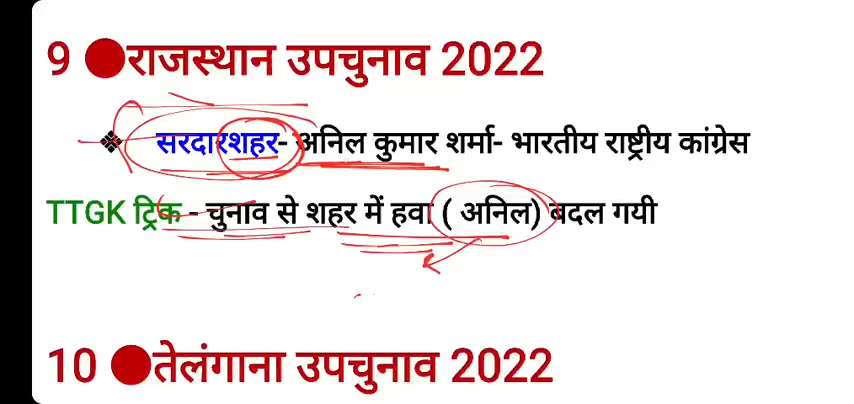 9 ●राजस्थान उपचुनाव 2022
❖ सरदारशहर- अनिल कुमार शर्मा- भारतीय राष्ट्रीय कांग्रेस
TTGK ट्रिक - चुनाव से शहर में हवा ( अनिल) बदल गयी
10 ●तेलंगाना उपचुनाव 2022